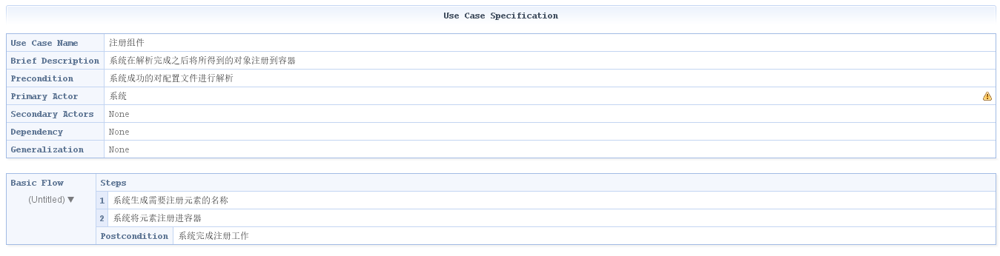 Use Case Specification
Use Case Name 注册组件
Brief Description 系统在解析完成之后将所得到的对象注册到容器
Precondition 系统成功的对配置文件进行解析
Primary Actor 系统
Secondary Actors None
Dependency None
Generalization None
Basic Flow Steps
(Untitled) ▼
1 系统生成需要注册元素的名称
2 系统将元素注册进容器
Postcondition 系统完成注册工作